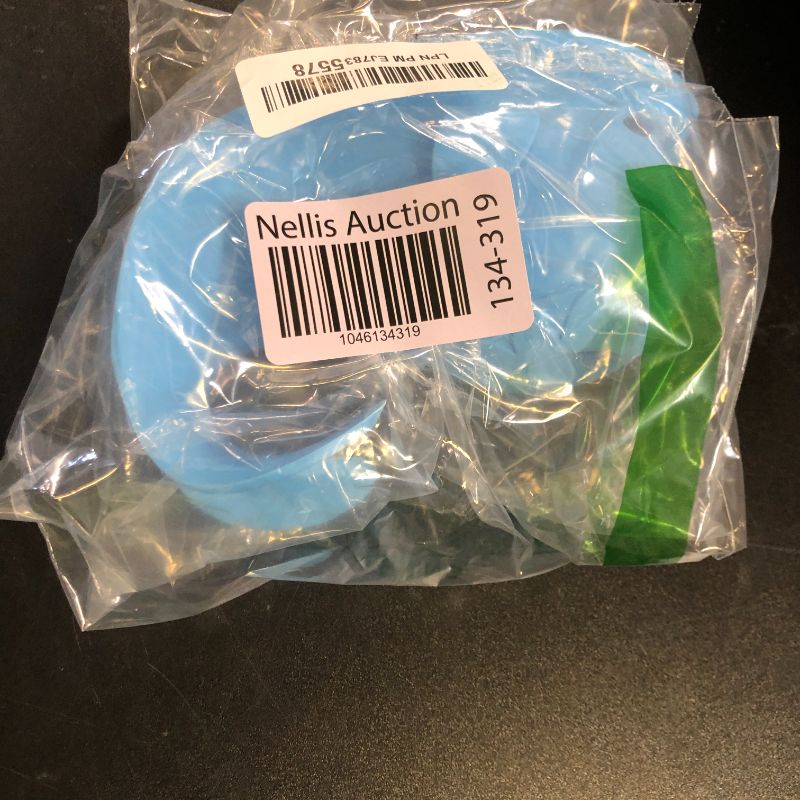 LPN PM EJ7835578
Nellis Auction
134-319
1046134319